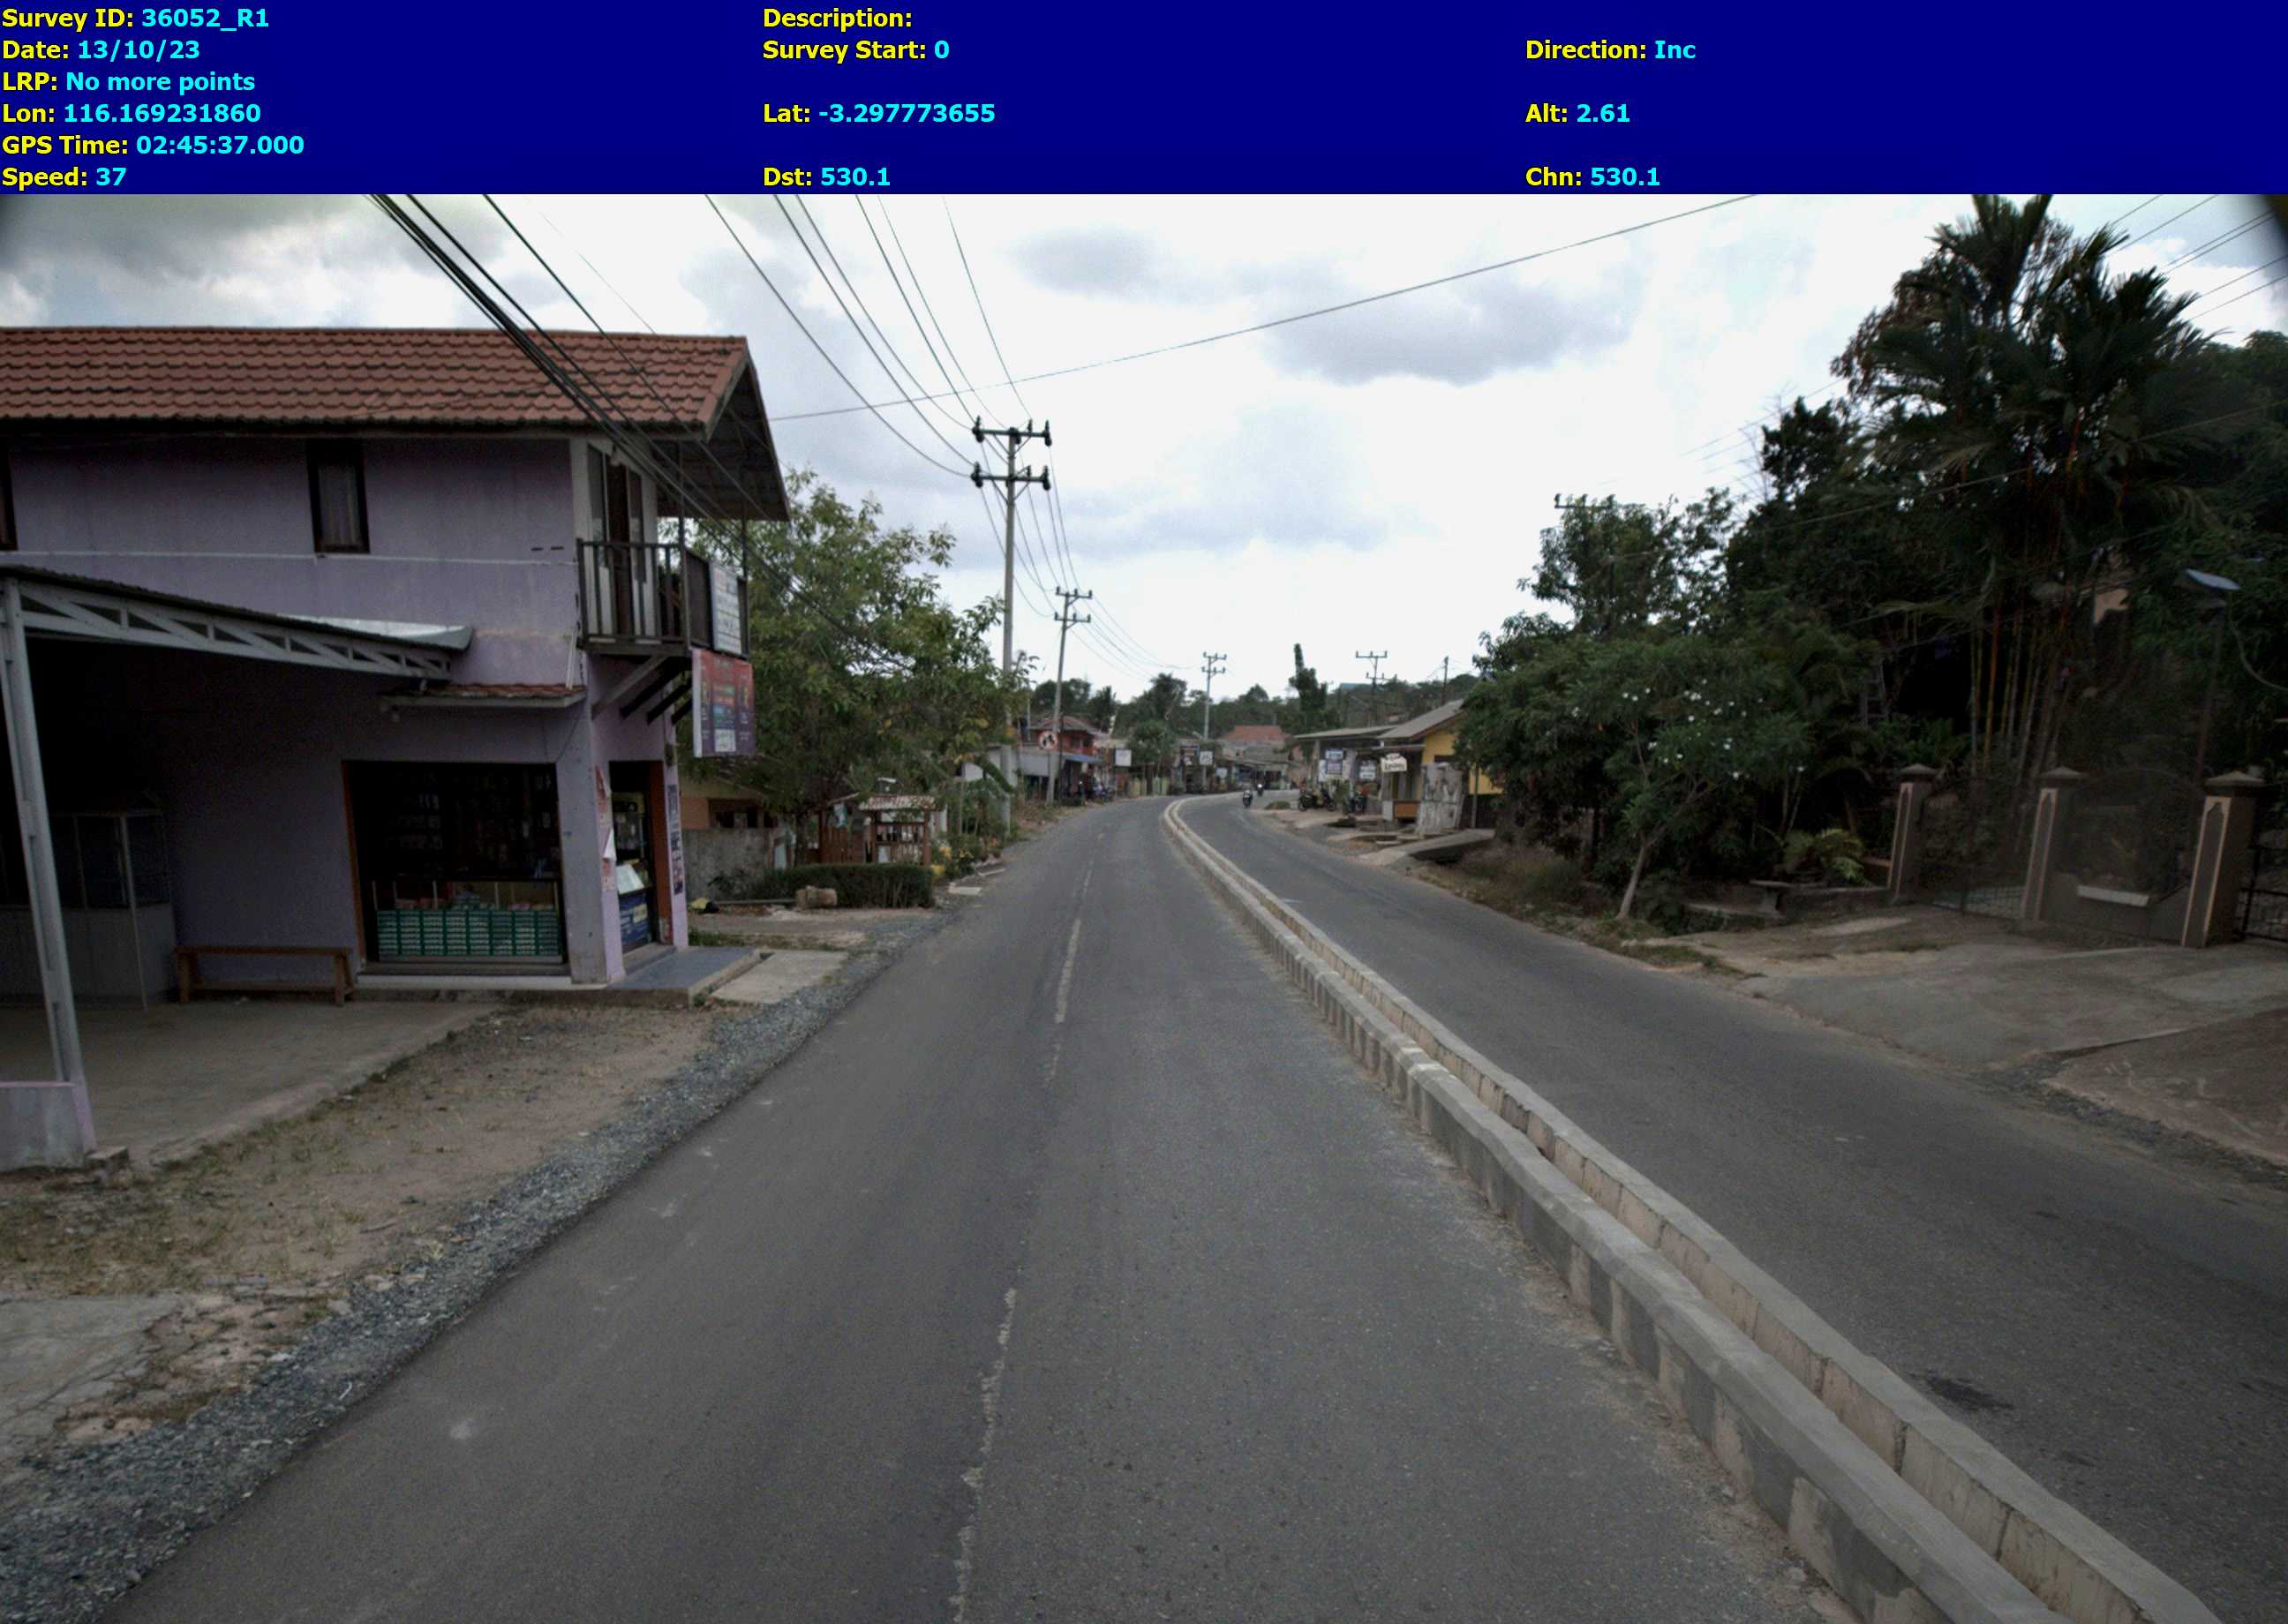 Survey ID: 36052_R1
Description:
Date: 13/10/23
Survey Start: 0
Direction: Inc
LRP: No more points
Lon: 116.169231860
Lat: -3.297773655
Alt: 2.61
GPS Time: 02:45:37.000
Speed: 37
Dst: 530.1
Chn: 530.1